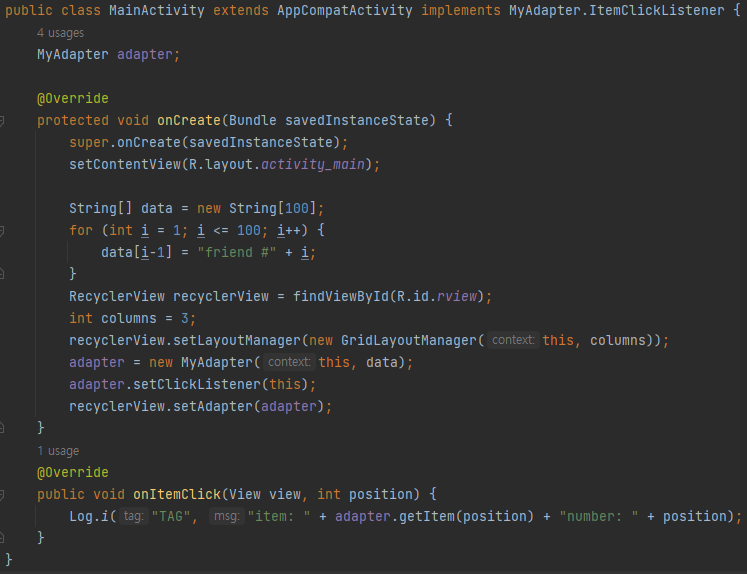 public class MainActivity extends AppCompatActivity implements MyAdapter.ItemClickListener {
4 usages
MyAdapter adapter;
@Override
protected void onCreate(Bundle savedInstanceState) {
super.onCreate(savedInstanceState);
setContentView(R.layout.activity_main);
String[] data = new String[100];
for (int i = 1; i <= 100; i++) {
data[i-1] = "friend #" + i;
}
RecyclerView recyclerView = findViewById(R.id.rview);
int columns = 3;
recyclerView.setLayoutManager(new GridLayoutManager( context: this, columns));
adapter = new MyAdapter( context: this, data);
adapter.setClickListener(this);
recyclerView.setAdapter(adapter);
}
1 usage
@Override
public void onItemClick(View view, int position) {
Log.i( tag: "TAG", msg: "item: " + adapter.getItem(position) + "number: " + position);
}
}